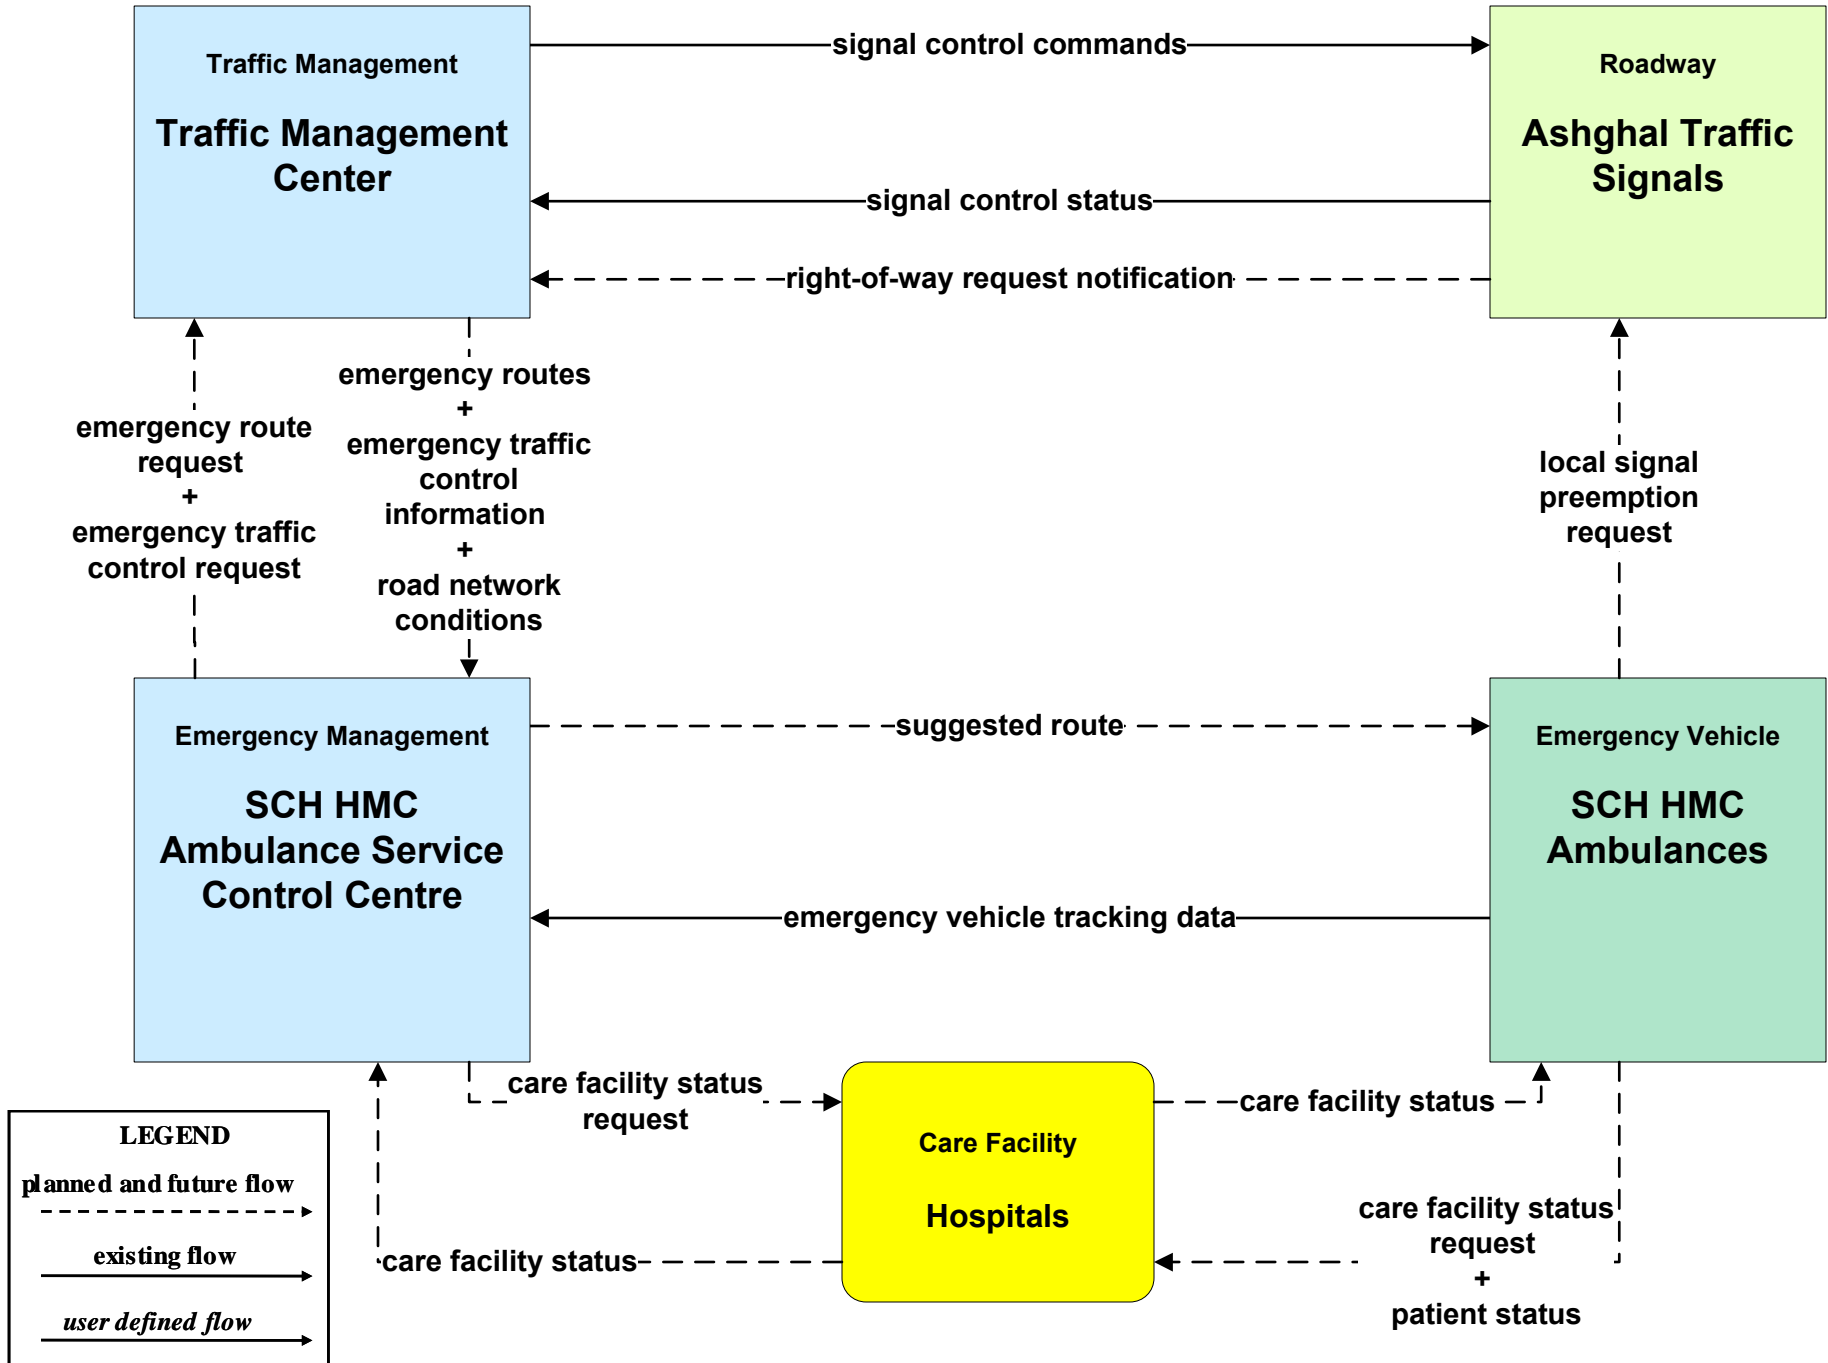 Traffic Management
Traffic Management
Center
signal control commands
Roadway
Ashghal Traffic
Signals
signal control status
right-of-way request notification
emergency route
request
+
emergency traffic
control request
emergency routes
+
emergency traffic
control
information
+
road network
conditions
local signal
preemption
request
Emergency Management
SCH HMC
Ambulance Service
Control Centre
suggested route
Emergency Vehicle
SCH HMC
Ambulances
emergency vehicle tracking data
care facility status
request
Care Facility
Hospitals
care facility status
care facility status
care facility status
request
+
patient status
LEGEND
planned and future flow
existing flow
user defined flow